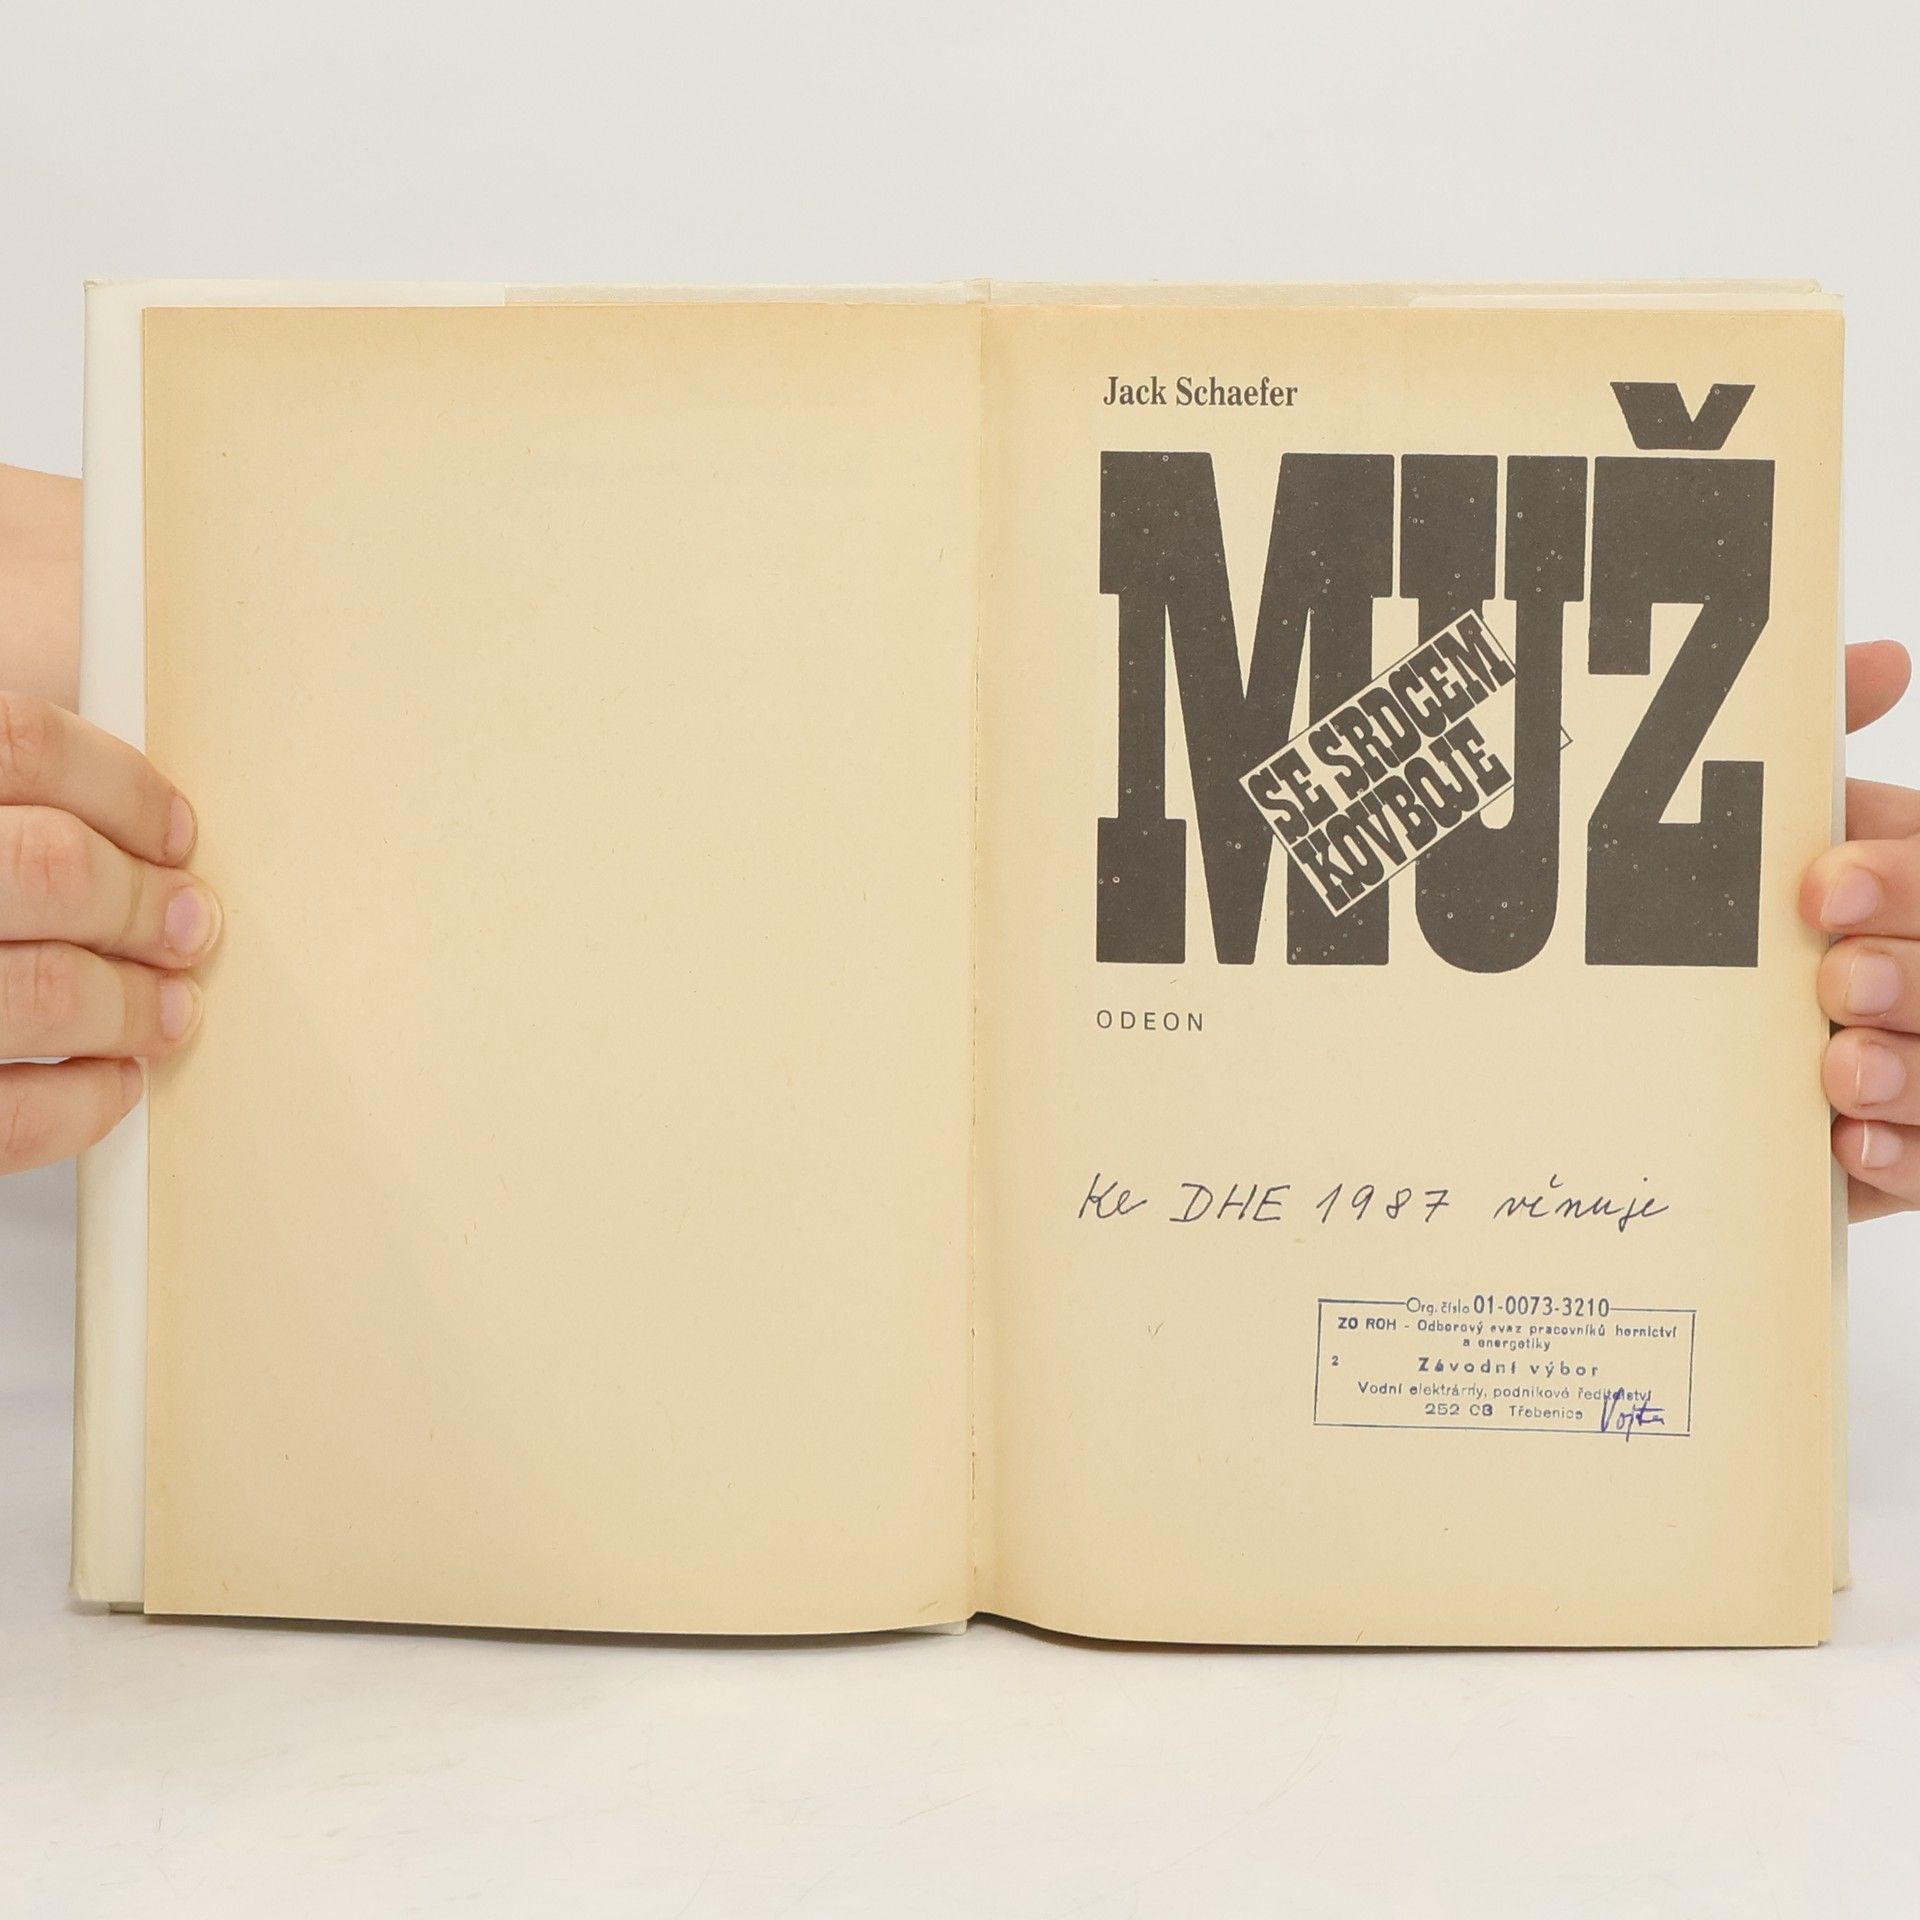 Jack Schaefer
MUŽ
SE SRDCEM
KOVBOJE
ODEON
Ke DHE 1987 věnuje
Org. číslo 01-0073-3210
ZO ROH - Odborový svaz pracovníků hornictví
a energetiky
2 Závodní výbor
Vodní elektrárny, podnikové ředitelství
252 CB Třebenice